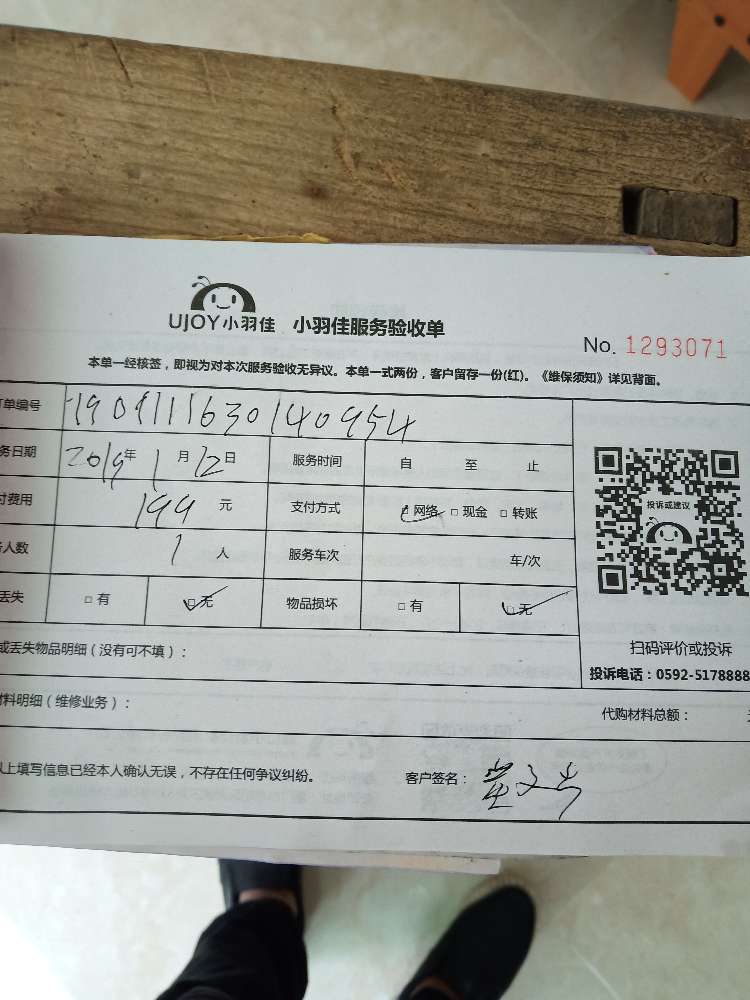 UJOY小羽佳 小羽佳服务验收单
No. 1293071
本单一经核签，即视为对本次服务验收无异议。本单一式两份，客户留存一份(红)。《维保须知》详见背面。
单编号 1909111630140954
务日期 2019年 1月 12日 服务时间 自 至 止
付费用 199 元 支付方式 ☑网络 □现金 □转账
人数 1 人 服务车次 车/次
丢失 □有 ☑无 物品损坏 □有 ☑无
投诉或建议
扫码评价或投诉
投诉电话：0592-5178888
或丢失物品明细（没有可不填）：
材料明细（维修业务）： 代购材料总额：
上填写信息已经本人确认无误，不存在任何争议纠纷。 客户签名：